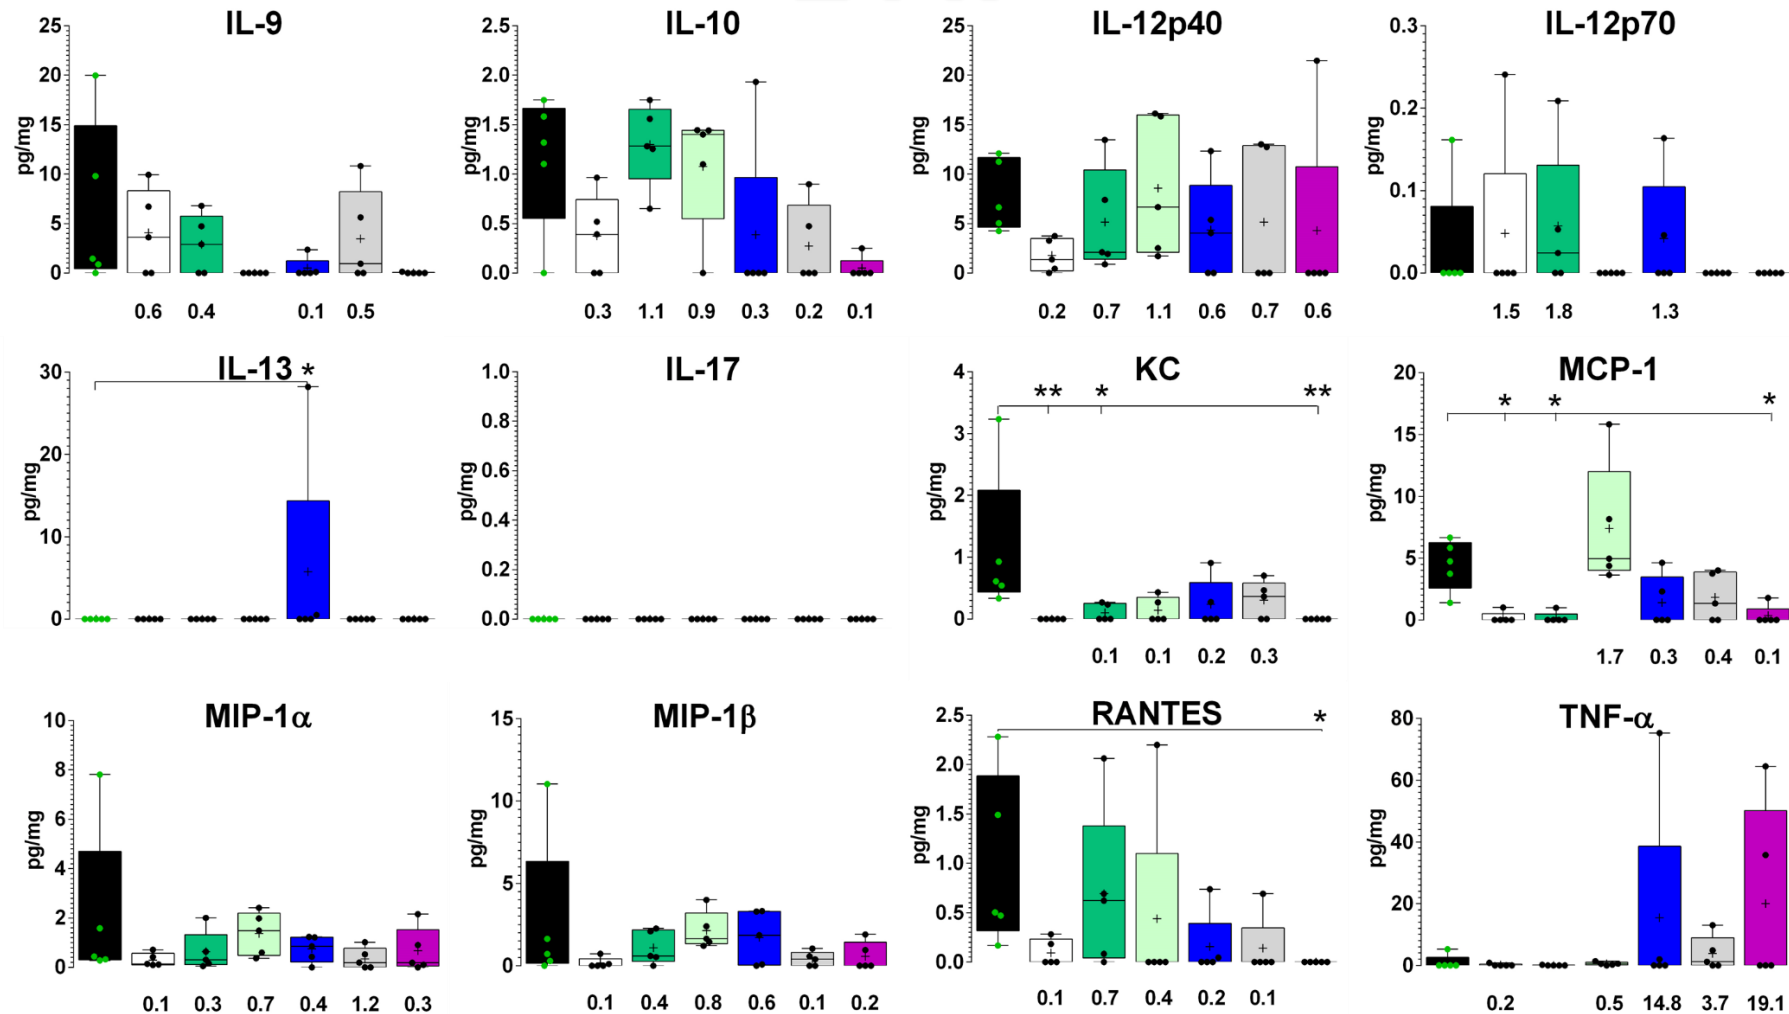 IL-9
pg/mg
25
20
15
10
5
0
0.6 0.4 0.1 0.5
IL-10
pg/mg
2.5
2.0
1.5
1.0
0.5
0.0
0.3 1.1 0.9 0.3 0.2 0.1
IL-12p40
pg/mg
25
20
15
10
5
0
0.2 0.7 1.1 0.6 0.7 0.6
IL-12p70
pg/mg
0.3
0.2
0.1
0.0
1.5 1.8 1.3
IL-13 *
pg/mg
30
20
10
0
IL-17
pg/mg
1.0
0.8
0.6
0.4
0.2
0.0
KC
** * **
pg/mg
4
3
2
1
0
0.1 0.1 0.2 0.3
MCP-1
* * *
pg/mg
20
15
10
5
0
1.7 0.3 0.4 0.1
MIP-1α
pg/mg
10
8
6
4
2
0
0.1 0.3 0.7 0.4 1.2 0.3
MIP-1β
pg/mg
15
10
5
0
0.1 0.4 0.8 0.6 0.1 0.2
RANTES *
pg/mg
2.5
2.0
1.5
1.0
0.5
0.0
0.1 0.7 0.4 0.2 0.1
TNF-α
pg/mg
80
60
40
20
0
0.2 0.5 14.8 3.7 19.1